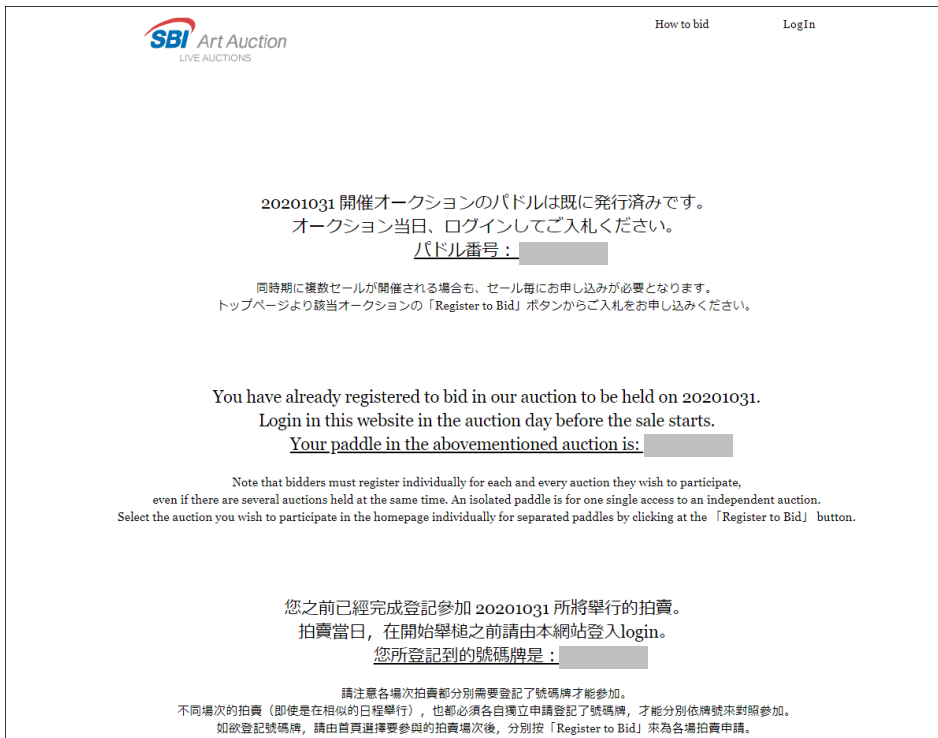 SBI Art Auction
LIVE AUCTIONS
How to bid
LogIn
20201031 開催オークションのパドルは既に発行済みです。
オークション当日、ログインしてご入札ください。
パドル番号：
同時期に複数セールが開催される場合も、セール毎にお申し込みが必要となります。
トップページより該当オークションの「Register to Bid」ボタンからご入札をお申し込みください。
You have already registered to bid in our auction to be held on 20201031.
Login in this website in the auction day before the sale starts.
Your paddle in the abovementioned auction is:
Note that bidders must register individually for each and every auction they wish to participate,
even if there are several auctions held at the same time. An isolated paddle is for one single access to an independent auction.
Select the auction you wish to participate in the homepage individually for separated paddles by clicking at the 「Register to Bid」 button.
您之前已經完成登記參加 20201031 所將舉行的拍賣。
拍賣當日，在開始舉槌之前請由本網站登入login。
您所登記到的號碼牌是：
請注意各場次拍賣都分別需要登記了號碼牌才能參加。
不同場次的拍賣（即使是在相似的日程舉行），也都必須各自獨立申請登記了號碼牌，才能分別依牌號來對照參加。
如欲登記號碼牌，請由首頁選擇要參與的拍賣場次後，分別按「Register to Bid」來為各場拍賣申請。